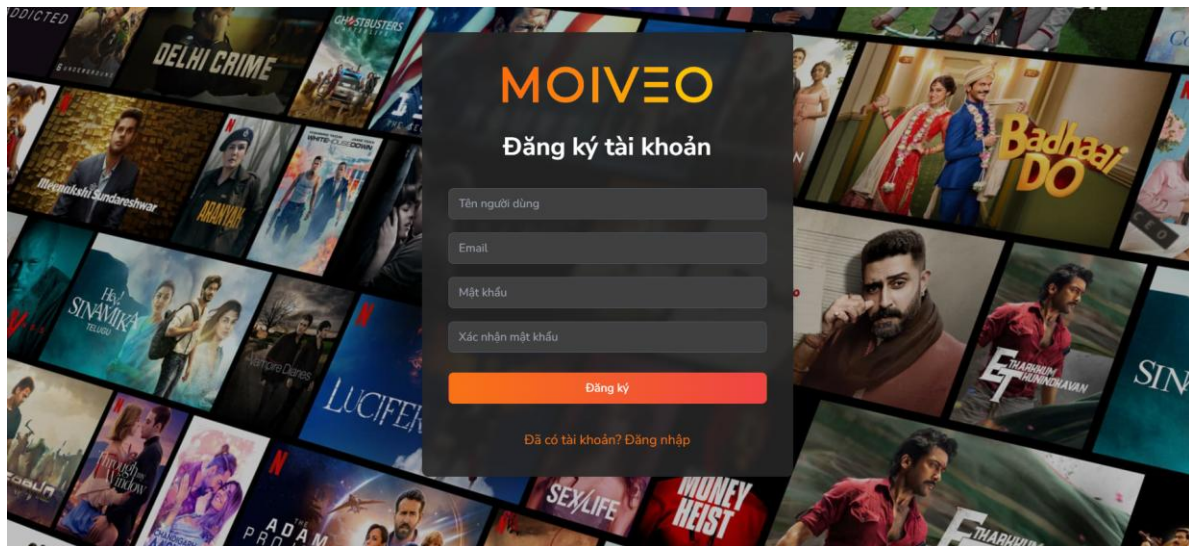 MOIVEO
Đăng ký tài khoản
Tên người dùng
Email
Mật khẩu
Xác nhận mật khẩu
Đăng ký
Đã có tài khoản? Đăng nhập
DELHI CRIME
GHOSTBUSTERS
Meenakshi Sundareshwar
ARANYAK
WHITE HOUSE DOWN
Hey!
SINAMIKA
TELUGU
Vampire Diaries
LUCIFER
Through my
Window
THE
ADAM
SEX/LIFE
MONEY
HEIST
Badhaai
DO
CEO
ETHARKKUM
THUNINDHAVAN
SIN